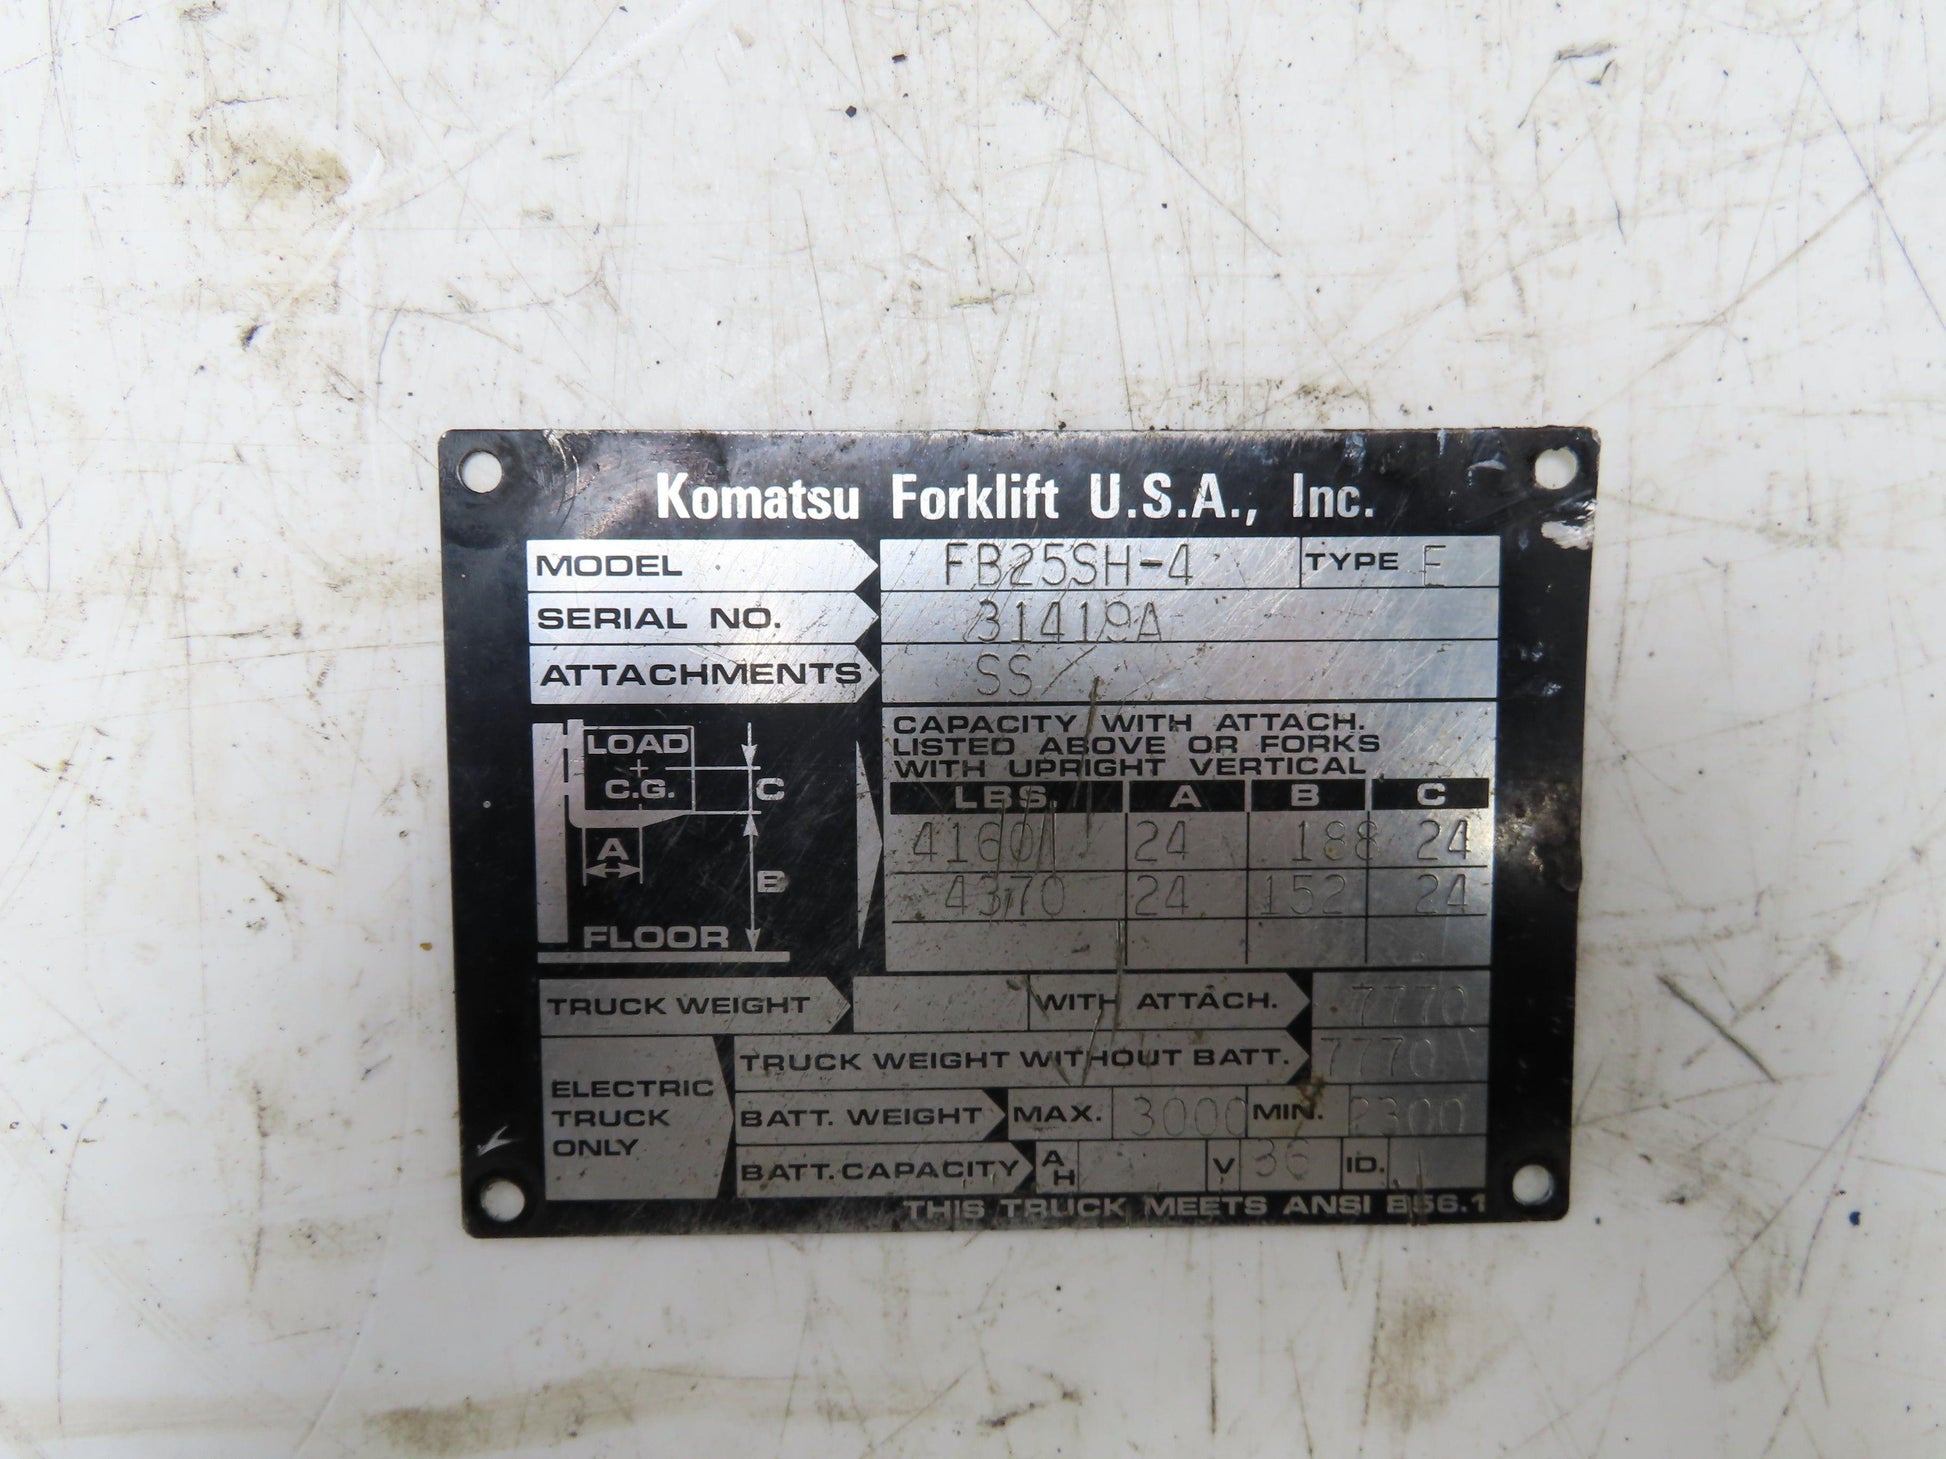 Komatsu Forklift U.S.A., Inc.
MODEL FB25SH-4 TYPE E
SERIAL NO. 31419A
ATTACHMENTS SS
LOAD
C.G.
C
A
B
FLOOR
CAPACITY WITH ATTACH.
LISTED ABOVE OR FORKS
WITH UPRIGHT VERTICAL
LBS. A B C
4160 24 188 24
4370 24 152 24
TRUCK WEIGHT WITH ATTACH. 7770
ELECTRIC
TRUCK
ONLY
TRUCK WEIGHT WITHOUT BATT. 7770
BATT. WEIGHT MAX. 3000 MIN. 2300
BATT. CAPACITY AH V 36 ID.
THIS TRUCK MEETS ANSI B56.1